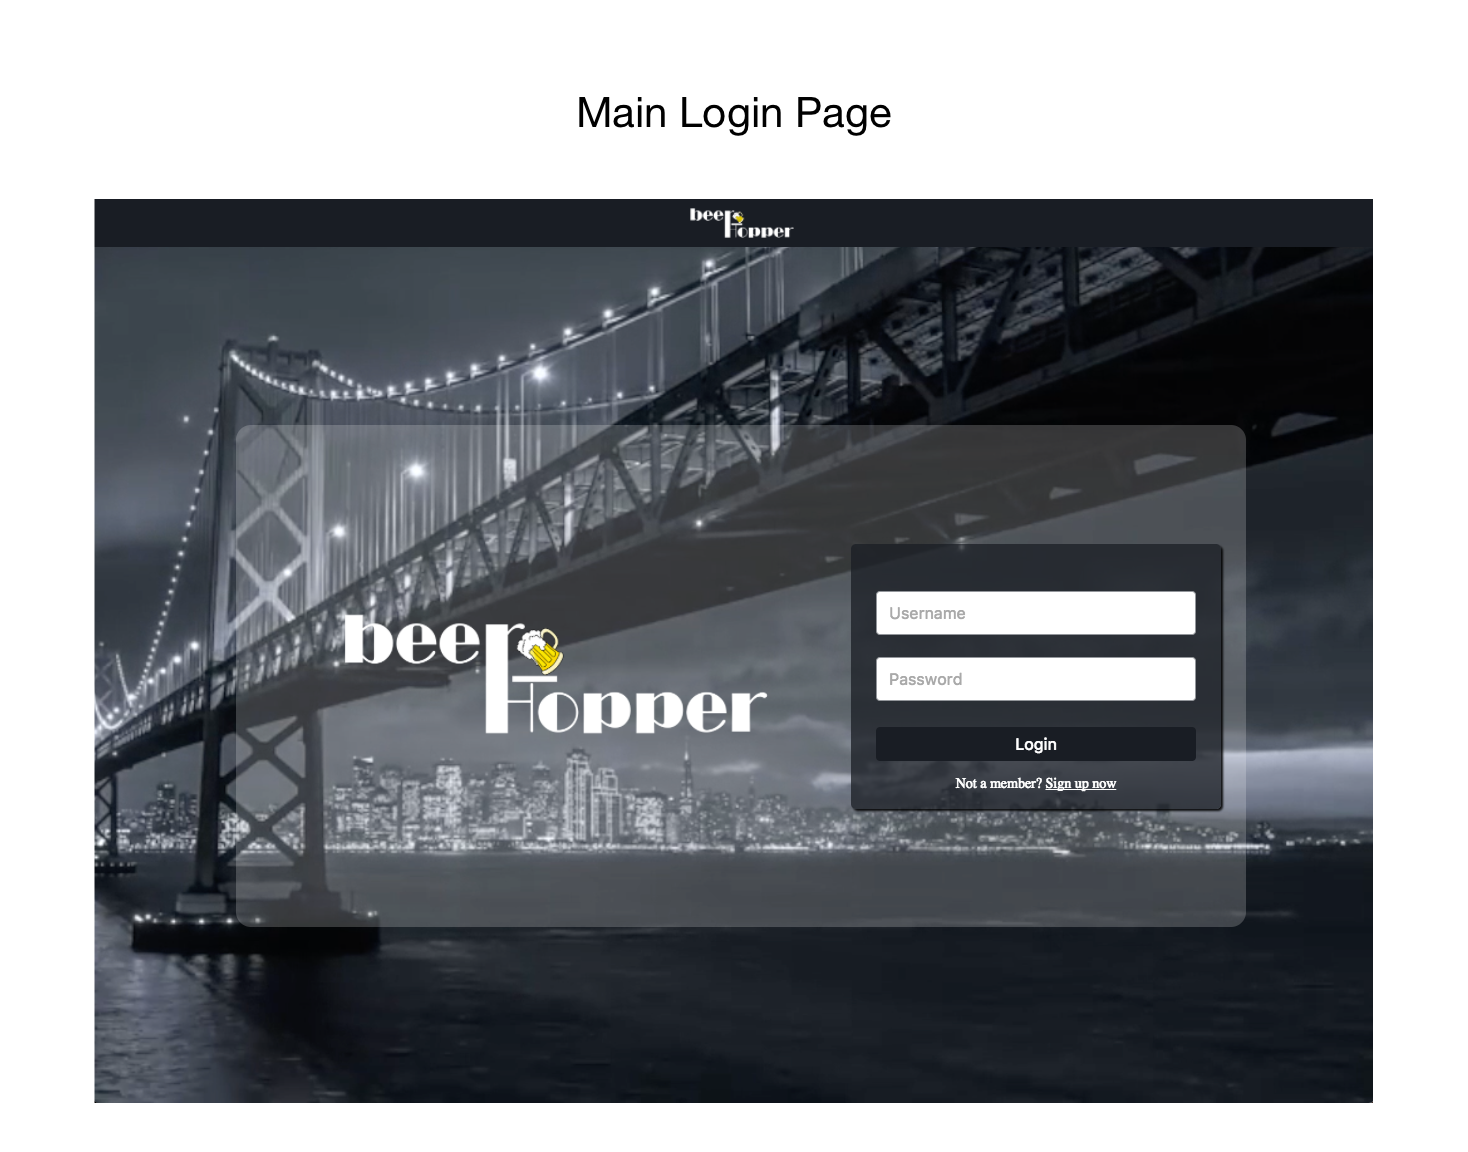 Main Login Page
beer
Hopper
beer
Hopper
Username
Password
Login
Not a member? Sign up now